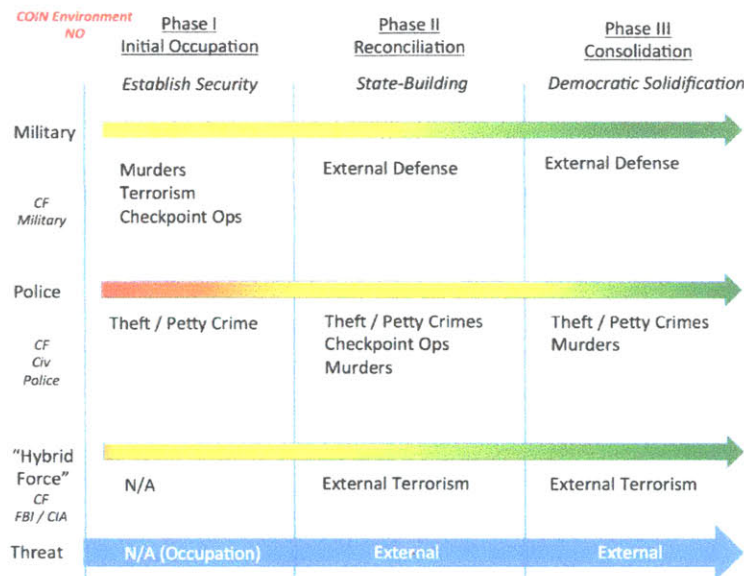 COIN Environment
NO
Phase I
Initial Occupation
Establish Security
Phase II
Reconciliation
State-Building
Phase III
Consolidation
Democratic Solidification
Military
CF
Military
Murders
Terrorism
Checkpoint Ops
External Defense
External Defense
Police
CF
Civ
Police
Theft / Petty Crime
Theft / Petty Crimes
Checkpoint Ops
Murders
Theft / Petty Crimes
Murders
"Hybrid
Force"
CF
FBI / CIA
N/A
External Terrorism
External Terrorism
Threat
N/A (Occupation)
External
External